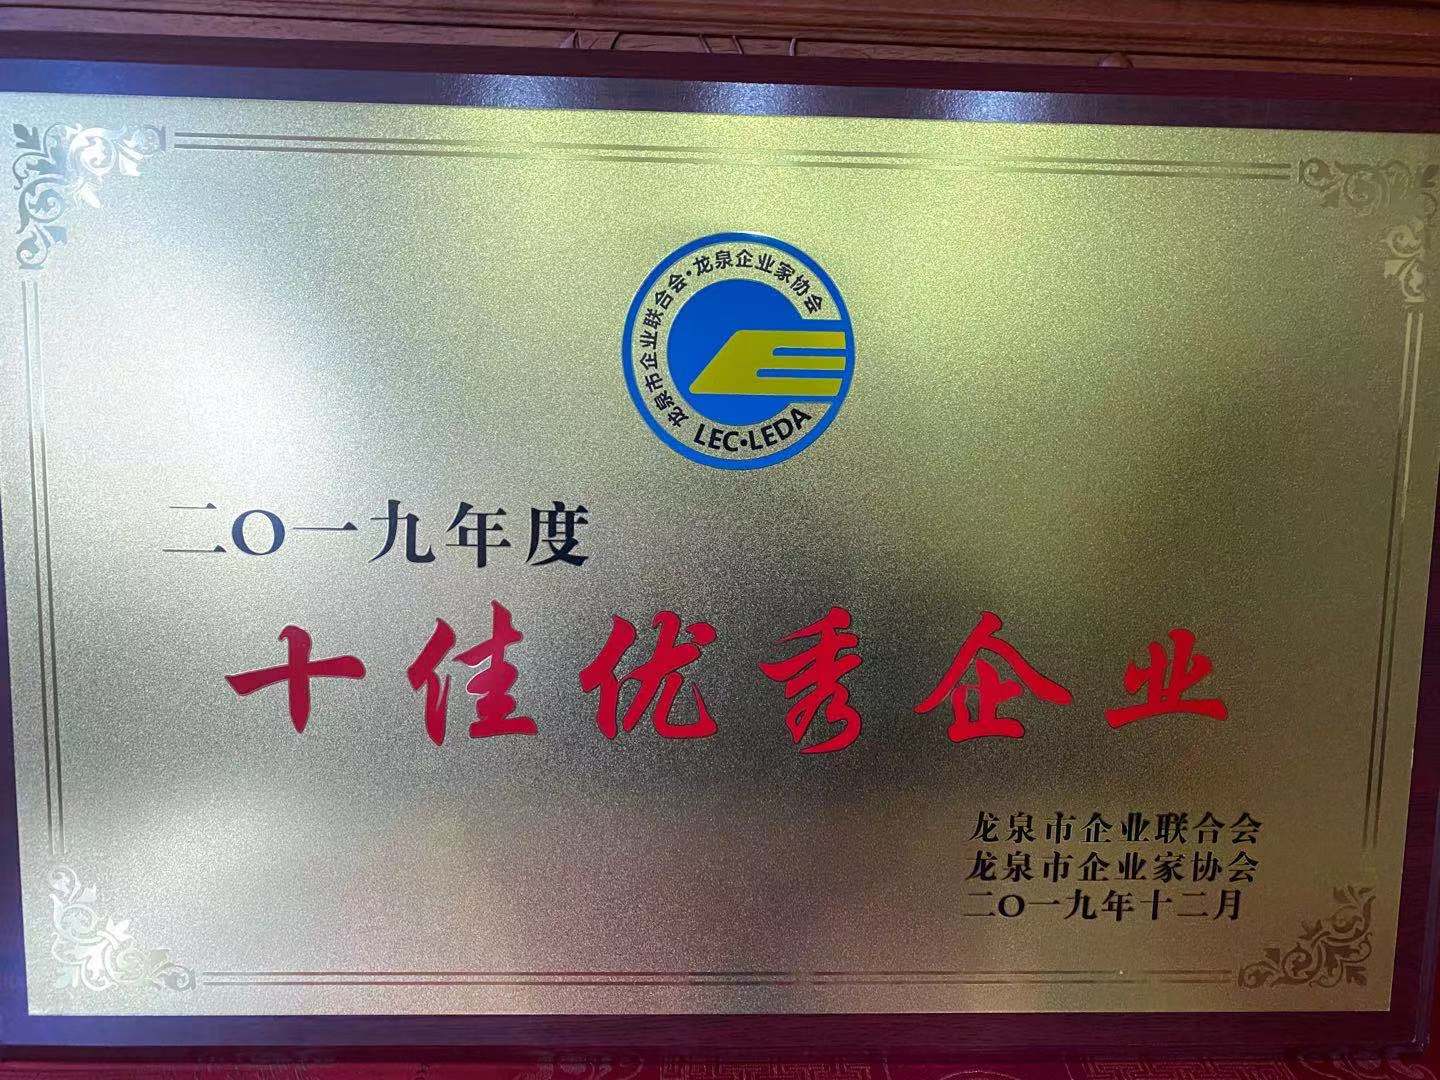 龙泉市企业联合会·龙泉企业家协会
LEC·LEDA
二〇一九年度
十佳优秀企业
龙泉市企业联合会
龙泉市企业家协会
二〇一九年十二月